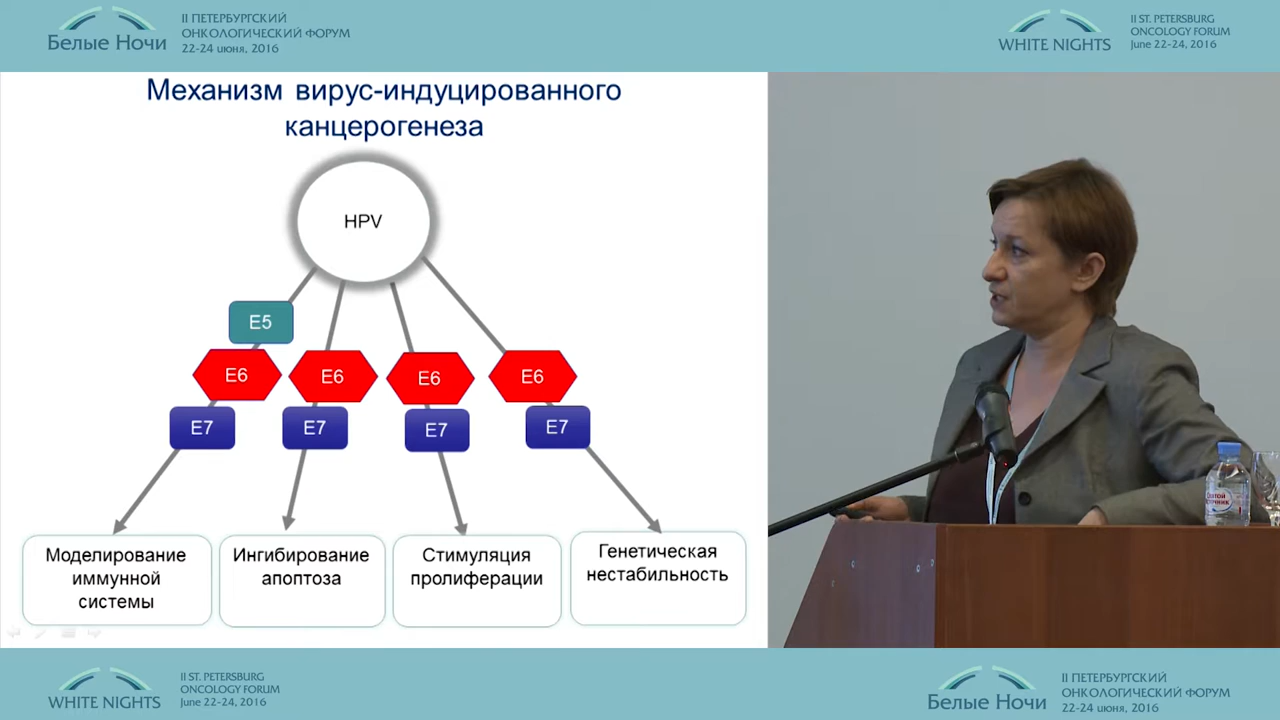 Белые Ночи
II ПЕТЕРБУРГСКИЙ
ОНКОЛОГИЧЕСКИЙ ФОРУМ
22-24 июня, 2016
WHITE NIGHTS
II ST. PETERSBURG
ONCOLOGY FORUM
June 22-24, 2016
Механизм вирус-индуцированного
канцерогенеза
HPV
E5
E6
E6
E6
E6
E7
E7
E7
E7
Моделирование
иммунной
системы
Ингибирование
апоптоза
Стимуляция
пролиферации
Генетическая
нестабильность
WHITE NIGHTS
II ST. PETERSBURG
ONCOLOGY FORUM
June 22-24, 2016
Белые Ночи
II ПЕТЕРБУРГСКИЙ
ОНКОЛОГИЧЕСКИЙ ФОРУМ
22-24 июня, 2016